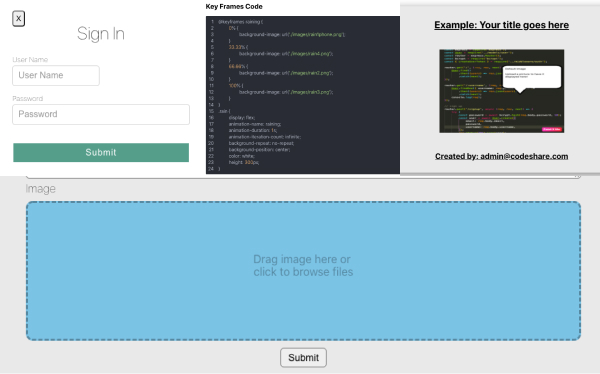 X
Sign In
User Name
User Name
Password
Password
Submit
Key Frames Code
1 @keyframes raining {
2 0% {
3 background-image: url('./images/rainiphone.png');
4 }
5 33.33% {
6 background-image: url('./images/rain4.png');
7 }
8 66.66% {
9 background-image: url('./images/rain2.png');
10 }
11 100% {
12 background-image: url('./images/rain3.png');
13 }
14 }
15 .rain {
16 display: flex;
17 animation-name: raining;
18 animation-duration: 1s;
19 animation-iteration-count: infinite;
20 background-repeat: no-repeat;
21 background-position: center;
22 color: white;
23 height: 300px;
24 }
Example: Your title goes here
Created by: admin@codeshare.com
Image
Drag image here or
click to browse files
Submit